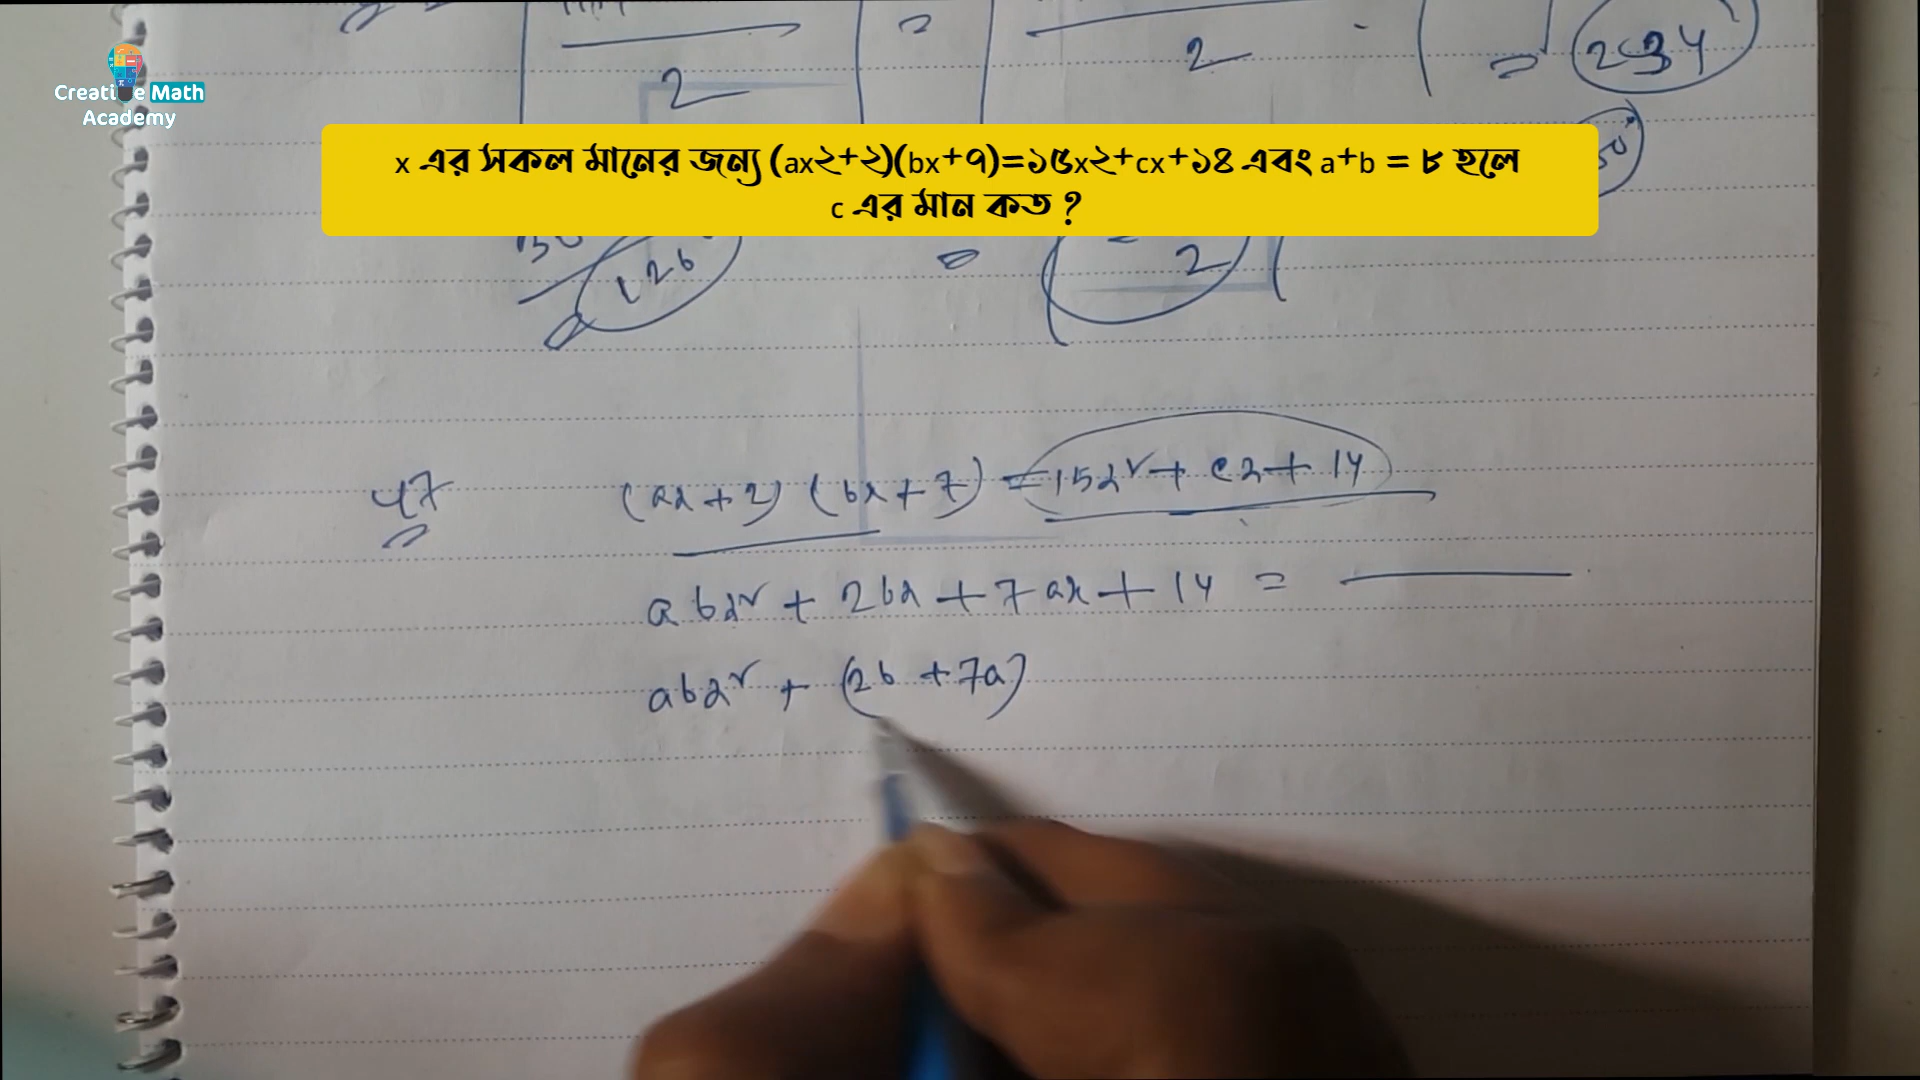 2
=
2
= 234
Creative Math
Academy
x এর সকল মানের জন্য (ax২+২)(bx+৭)=১৫x২+cx+১৪ এবং a+b = ৮ হলে
c এর মান কত ?
126
=
2
47
(ax+2) (bx+7) = 15x² + cx + 14
abx² + 2bx + 7ax + 14 =
abx² + (2b + 7a)